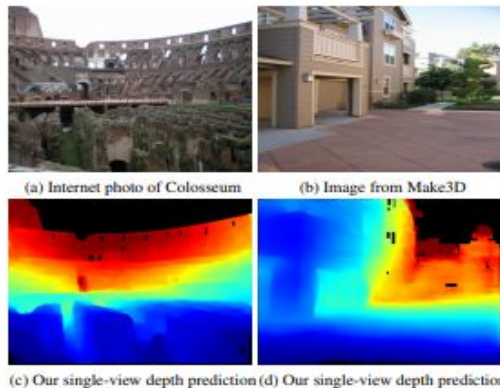 (a) Internet photo of Colosseum
(b) Image from Make3D
(c) Our single-view depth prediction
(d) Our single-view depth prediction